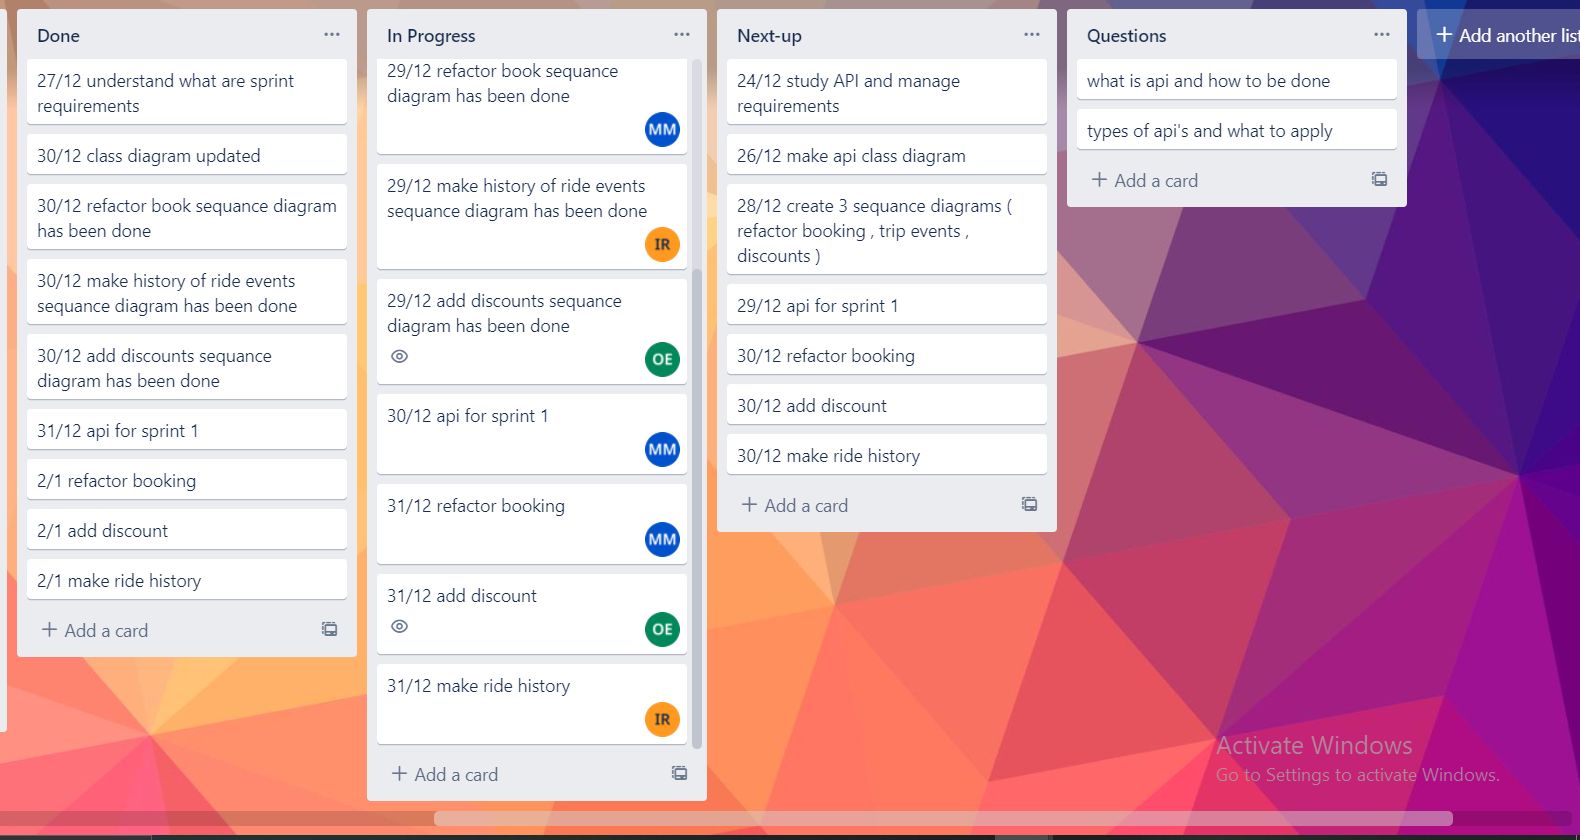 Done
27/12 understand what are sprint
requirements
30/12 class diagram updated
30/12 refactor book sequance diagram
has been done
30/12 make history of ride events
sequance diagram has been done
30/12 add discounts sequance
diagram has been done
31/12 api for sprint 1
2/1 refactor booking
2/1 add discount
2/1 make ride history
+ Add a card
In Progress
29/12 refactor book sequance
diagram has been done
MM
29/12 make history of ride events
sequance diagram has been done
IR
29/12 add discounts sequance
diagram has been done
OE
30/12 api for sprint 1
MM
31/12 refactor booking
MM
31/12 add discount
OE
31/12 make ride history
IR
+ Add a card
Next-up
24/12 study API and manage
requirements
26/12 make api class diagram
28/12 create 3 sequance diagrams (
refactor booking , trip events ,
discounts )
29/12 api for sprint 1
30/12 refactor booking
30/12 add discount
30/12 make ride history
+ Add a card
Questions
what is api and how to be done
types of api's and what to apply
+ Add a card
+ Add another list
Activate Windows
Go to Settings to activate Windows.